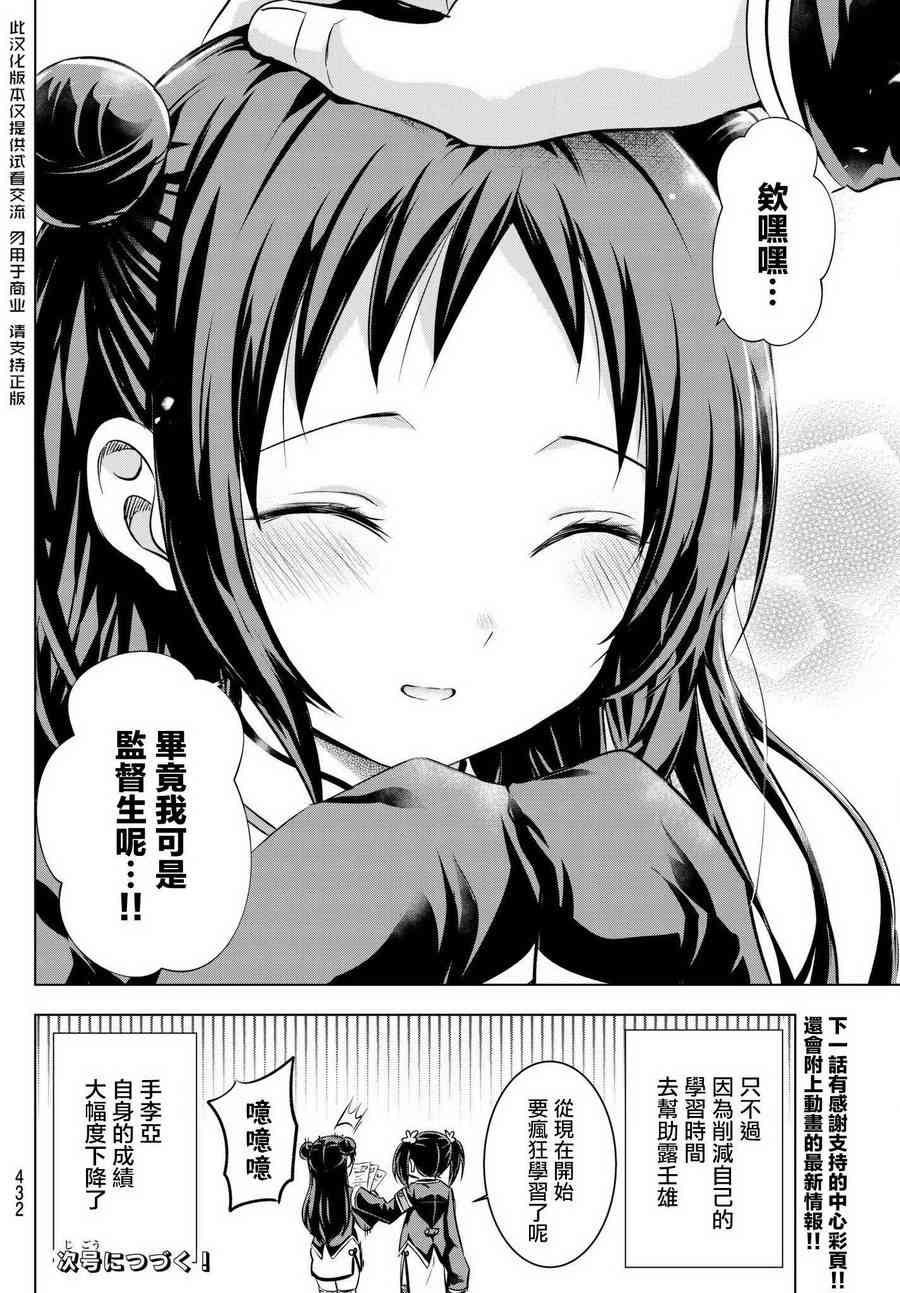 欸嘿嘿…
畢竟我可是
監督生呢…!!
下一話有感謝支持的中心彩頁!!
還會附上動畫的最新情報!!
只不過
因為削減自己的
學習時間
去幫助露壬雄
從現在開始
要瘋狂學習了呢
噫噫噫
手李亞
自身的成績
大幅度下降了
じごう
次号につづく!
432
此汉化版本仅提供试看交流 勿用于商业 请支持正版